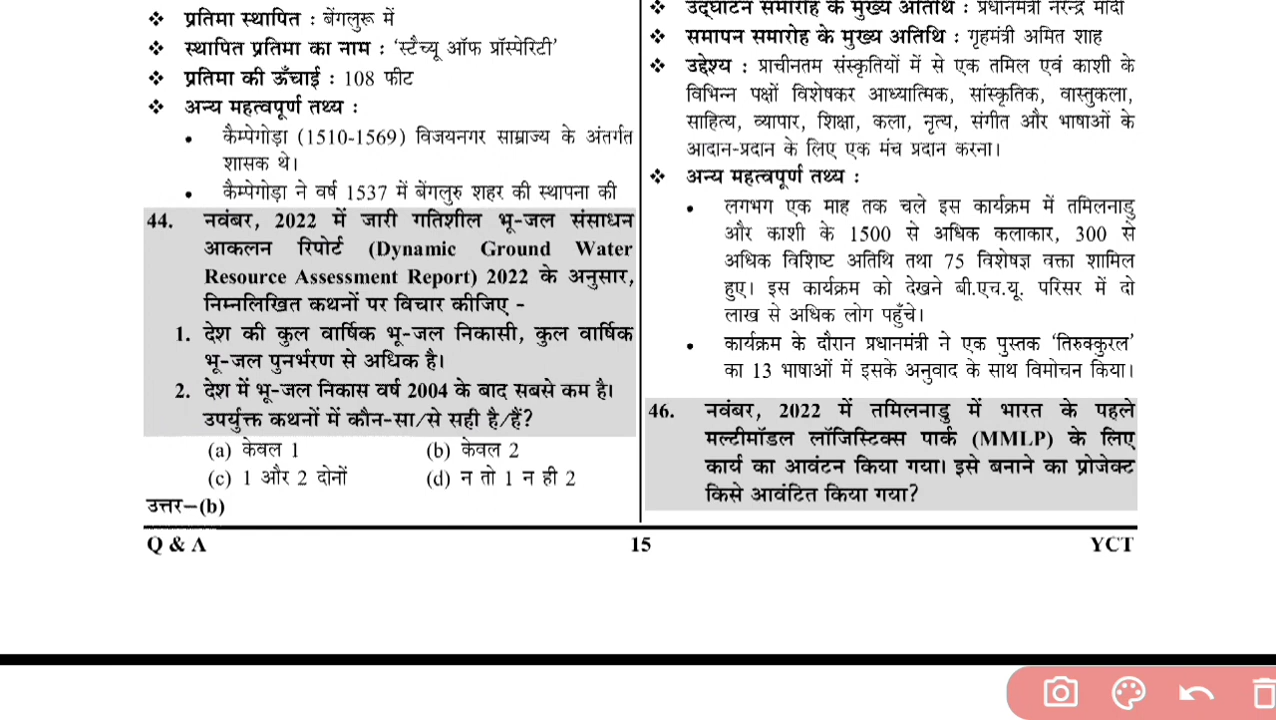 ❖ प्रतिमा स्थापित : बेंगलुरू में
❖ स्थापित प्रतिमा का नाम : ‘स्टैच्यू ऑफ प्रॉस्पेरिटी’
❖ प्रतिमा की ऊँचाई : 108 फीट
❖ अन्य महत्वपूर्ण तथ्य :
• कैम्पेगोड़ा (1510-1569) विजयनगर साम्राज्य के अंतर्गत
शासक थे।
• कैम्पेगोड़ा ने वर्ष 1537 में बेंगलुरु शहर की स्थापना की
44. नवंबर, 2022 में जारी गतिशील भू-जल संसाधन
आकलन रिपोर्ट (Dynamic Ground Water
Resource Assessment Report) 2022 के अनुसार,
निम्नलिखित कथनों पर विचार कीजिए -
1. देश की कुल वार्षिक भू-जल निकासी, कुल वार्षिक
भू-जल पुनर्भरण से अधिक है।
2. देश में भू-जल निकास वर्ष 2004 के बाद सबसे कम है।
उपर्युक्त कथनों में कौन-सा/से सही है/हैं?
(a) केवल 1 (b) केवल 2
(c) 1 और 2 दोनों (d) न तो 1 न ही 2
उत्तर–(b)
❖ उद्घाटन समारोह के मुख्य अतिथि : प्रधानमंत्री नरेन्द्र मोदी
❖ समापन समारोह के मुख्य अतिथि : गृहमंत्री अमित शाह
❖ उद्देश्य : प्राचीनतम संस्कृतियों में से एक तमिल एवं काशी के
विभिन्न पक्षों विशेषकर आध्यात्मिक, सांस्कृतिक, वास्तुकला,
साहित्य, व्यापार, शिक्षा, कला, नृत्य, संगीत और भाषाओं के
आदान-प्रदान के लिए एक मंच प्रदान करना।
❖ अन्य महत्वपूर्ण तथ्य :
• लगभग एक माह तक चले इस कार्यक्रम में तमिलनाडु
और काशी के 1500 से अधिक कलाकार, 300 से
अधिक विशिष्ट अतिथि तथा 75 विशेषज्ञ वक्ता शामिल
हुए। इस कार्यक्रम को देखने बी.एच.यू. परिसर में दो
लाख से अधिक लोग पहुँचे।
• कार्यक्रम के दौरान प्रधानमंत्री ने एक पुस्तक ‘तिरुक्कुरल’
का 13 भाषाओं में इसके अनुवाद के साथ विमोचन किया।
46. नवंबर, 2022 में तमिलनाडु में भारत के पहले
मल्टीमॉडल लॉजिस्टिक्स पार्क (MMLP) के लिए
कार्य का आवंटन किया गया। इसे बनाने का प्रोजेक्ट
किसे आवंटित किया गया?
Q & A 15 YCT